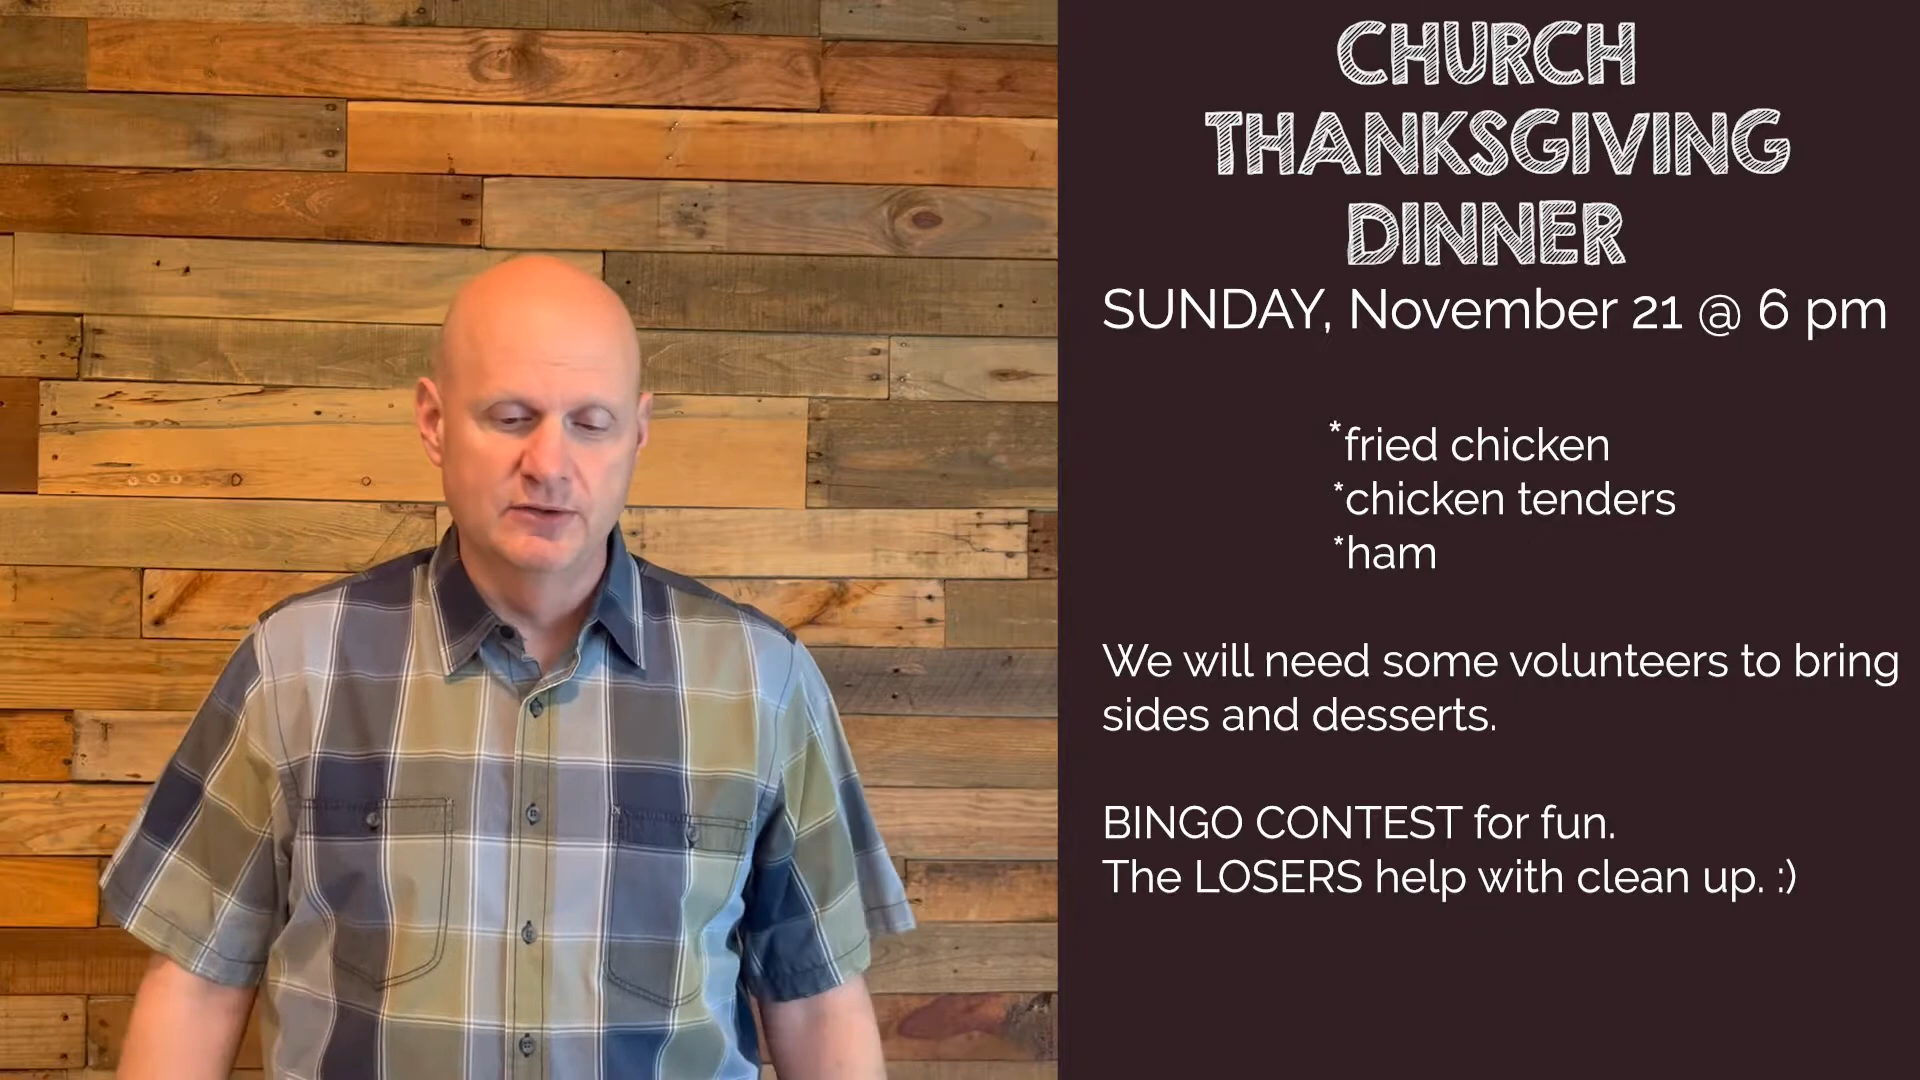 CHURCH
THANKSGIVING
DINNER
SUNDAY, November 21 @ 6 pm
*fried chicken
*chicken tenders
*ham
We will need some volunteers to bring
sides and desserts.
BINGO CONTEST for fun.
The LOSERS help with clean up. :)